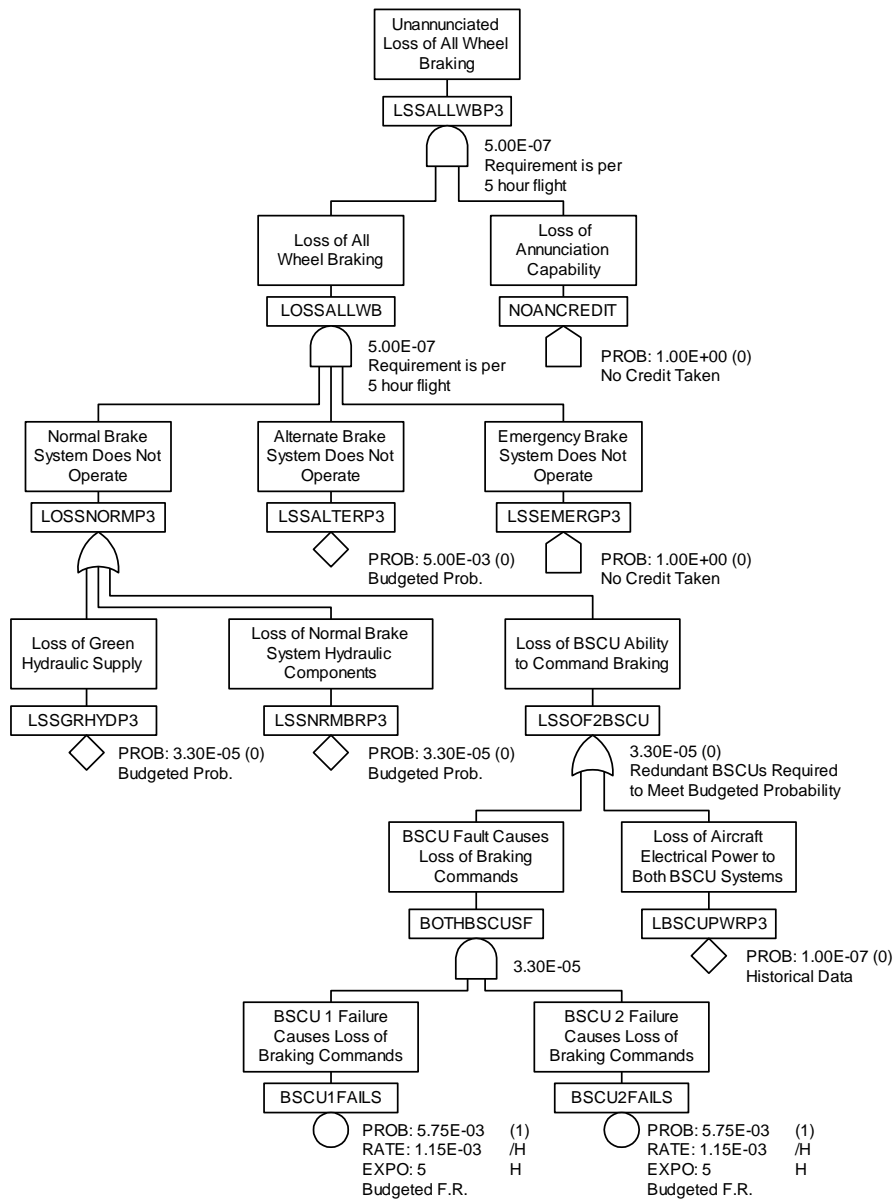 Unannunciated
Loss of All Wheel
Braking
LSSALLWBP3
5.00E-07
Requirement is per
5 hour flight
Loss of All
Wheel Braking
Loss of
Annunciation
Capability
LOSSALLWB
NOANCREDIT
5.00E-07
Requirement is per
5 hour flight
PROB: 1.00E+00 (0)
No Credit Taken
Normal Brake
System Does Not
Operate
Alternate Brake
System Does Not
Operate
Emergency Brake
System Does Not
Operate
LOSSNORMP3
LSSALTERP3
LSSEMERGP3
PROB: 5.00E-03 (0)
Budgeted Prob.
PROB: 1.00E+00 (0)
No Credit Taken
Loss of Green
Hydraulic Supply
Loss of Normal Brake
System Hydraulic
Components
Loss of BSCU Ability
to Command Braking
LSSGRHYDP3
LSSNRMBRP3
LSSOF2BSCU
PROB: 3.30E-05 (0)
Budgeted Prob.
PROB: 3.30E-05 (0)
Budgeted Prob.
3.30E-05 (0)
Redundant BSCUs Required
to Meet Budgeted Probability
BSCU Fault Causes
Loss of Braking
Commands
Loss of Aircraft
Electrical Power to
Both BSCU Systems
BOTHBSCUSF
LBSCUPWRP3
3.30E-05
PROB: 1.00E-07 (0)
Historical Data
BSCU 1 Failure
Causes Loss of
Braking Commands
BSCU 2 Failure
Causes Loss of
Braking Commands
BSCU1FAILS
BSCU2FAILS
PROB: 5.75E-03 (1)
RATE: 1.15E-03 /H
EXPO: 5 H
Budgeted F.R.
PROB: 5.75E-03 (1)
RATE: 1.15E-03 /H
EXPO: 5 H
Budgeted F.R.